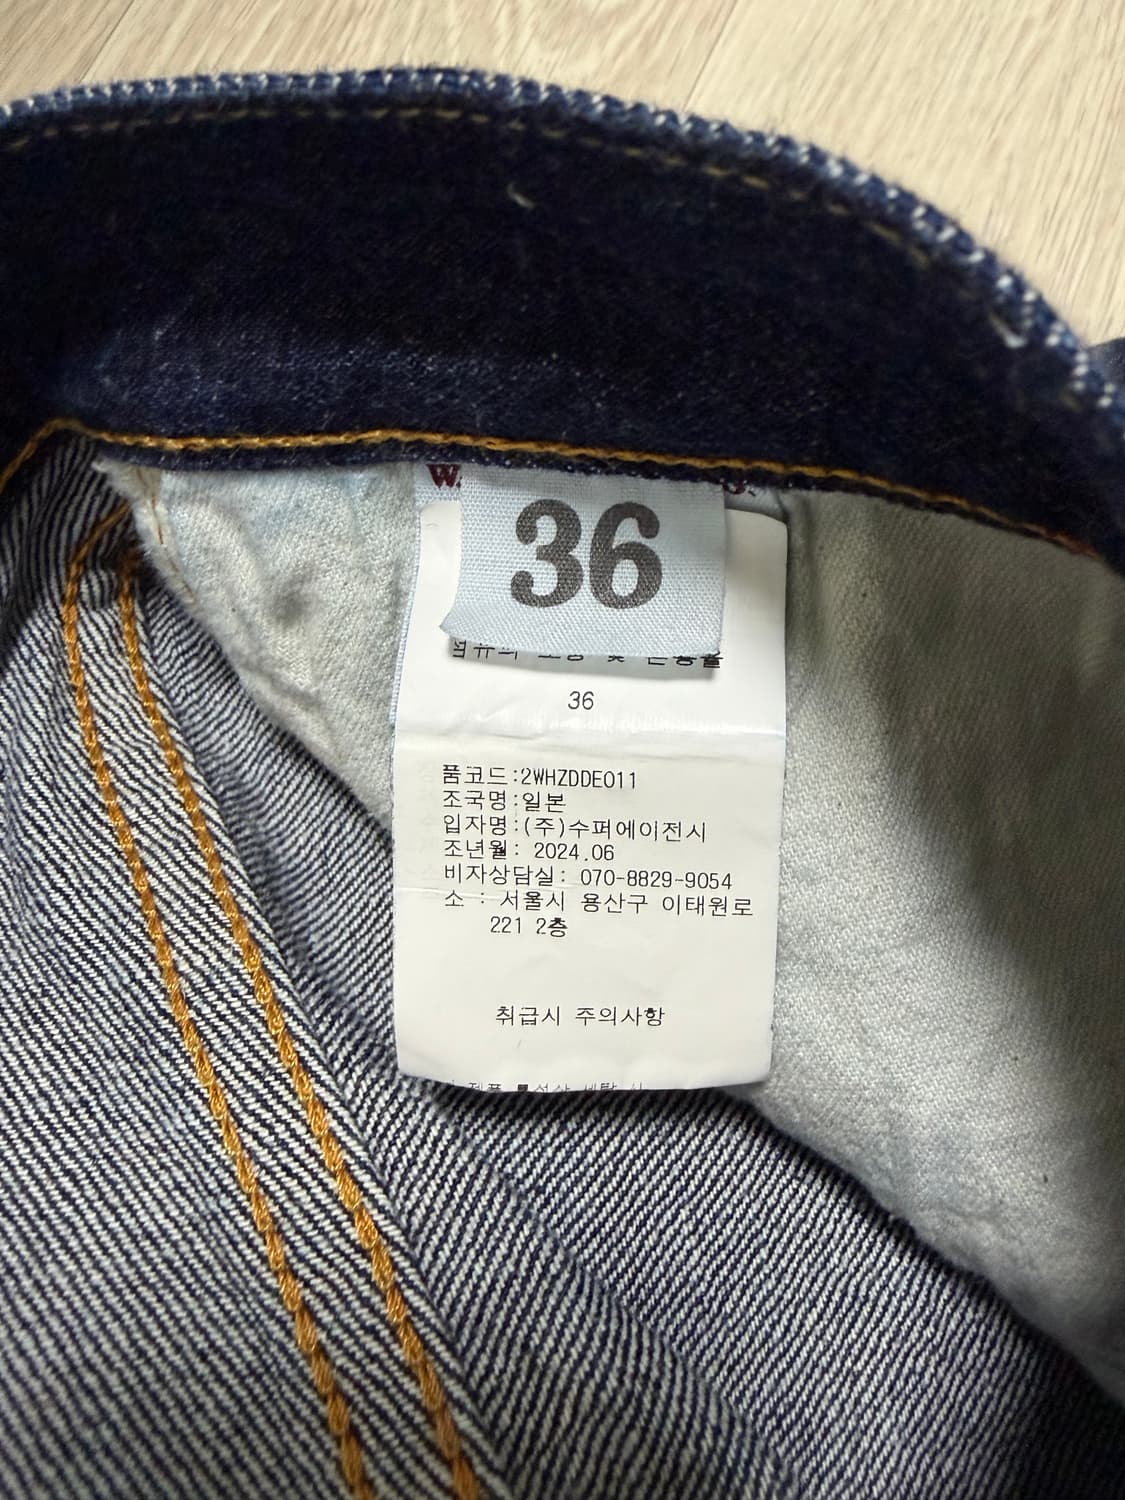 W.
36
36
품코드:2WHZDDE011
조국명:일본
입자명:(주)수퍼에이전시
조년월: 2024.06
비자상담실: 070-8829-9054
소 : 서울시 용산구 이태원로
221 2층
취급시 주의사항